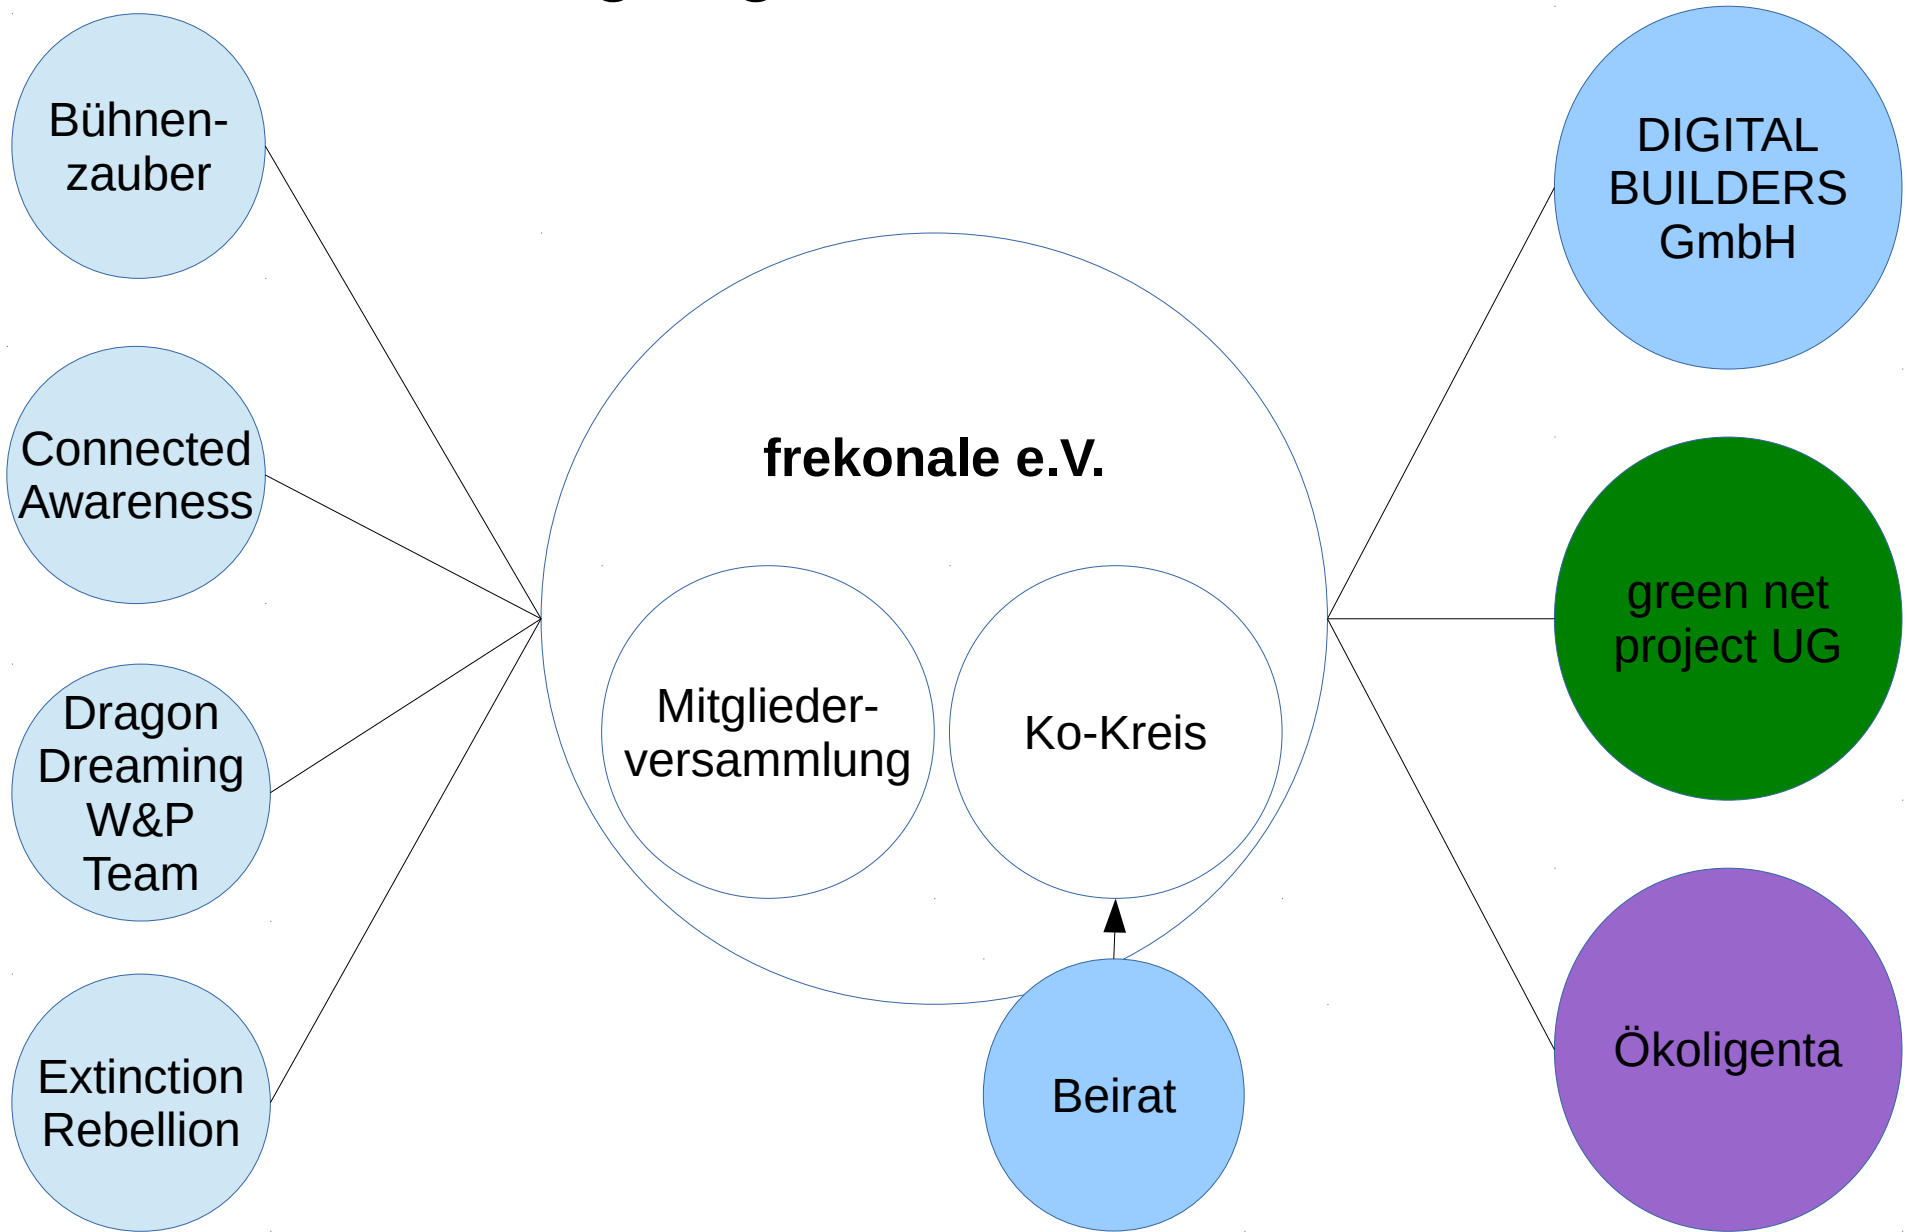 Bühnen-
zauber
Connected
Awareness
Dragon
Dreaming
W&P
Team
Extinction
Rebellion
frekonale e.V.
Mitglieder-
versammlung
Ko-Kreis
Beirat
DIGITAL
BUILDERS
GmbH
green net
project UG
Ökoligenta